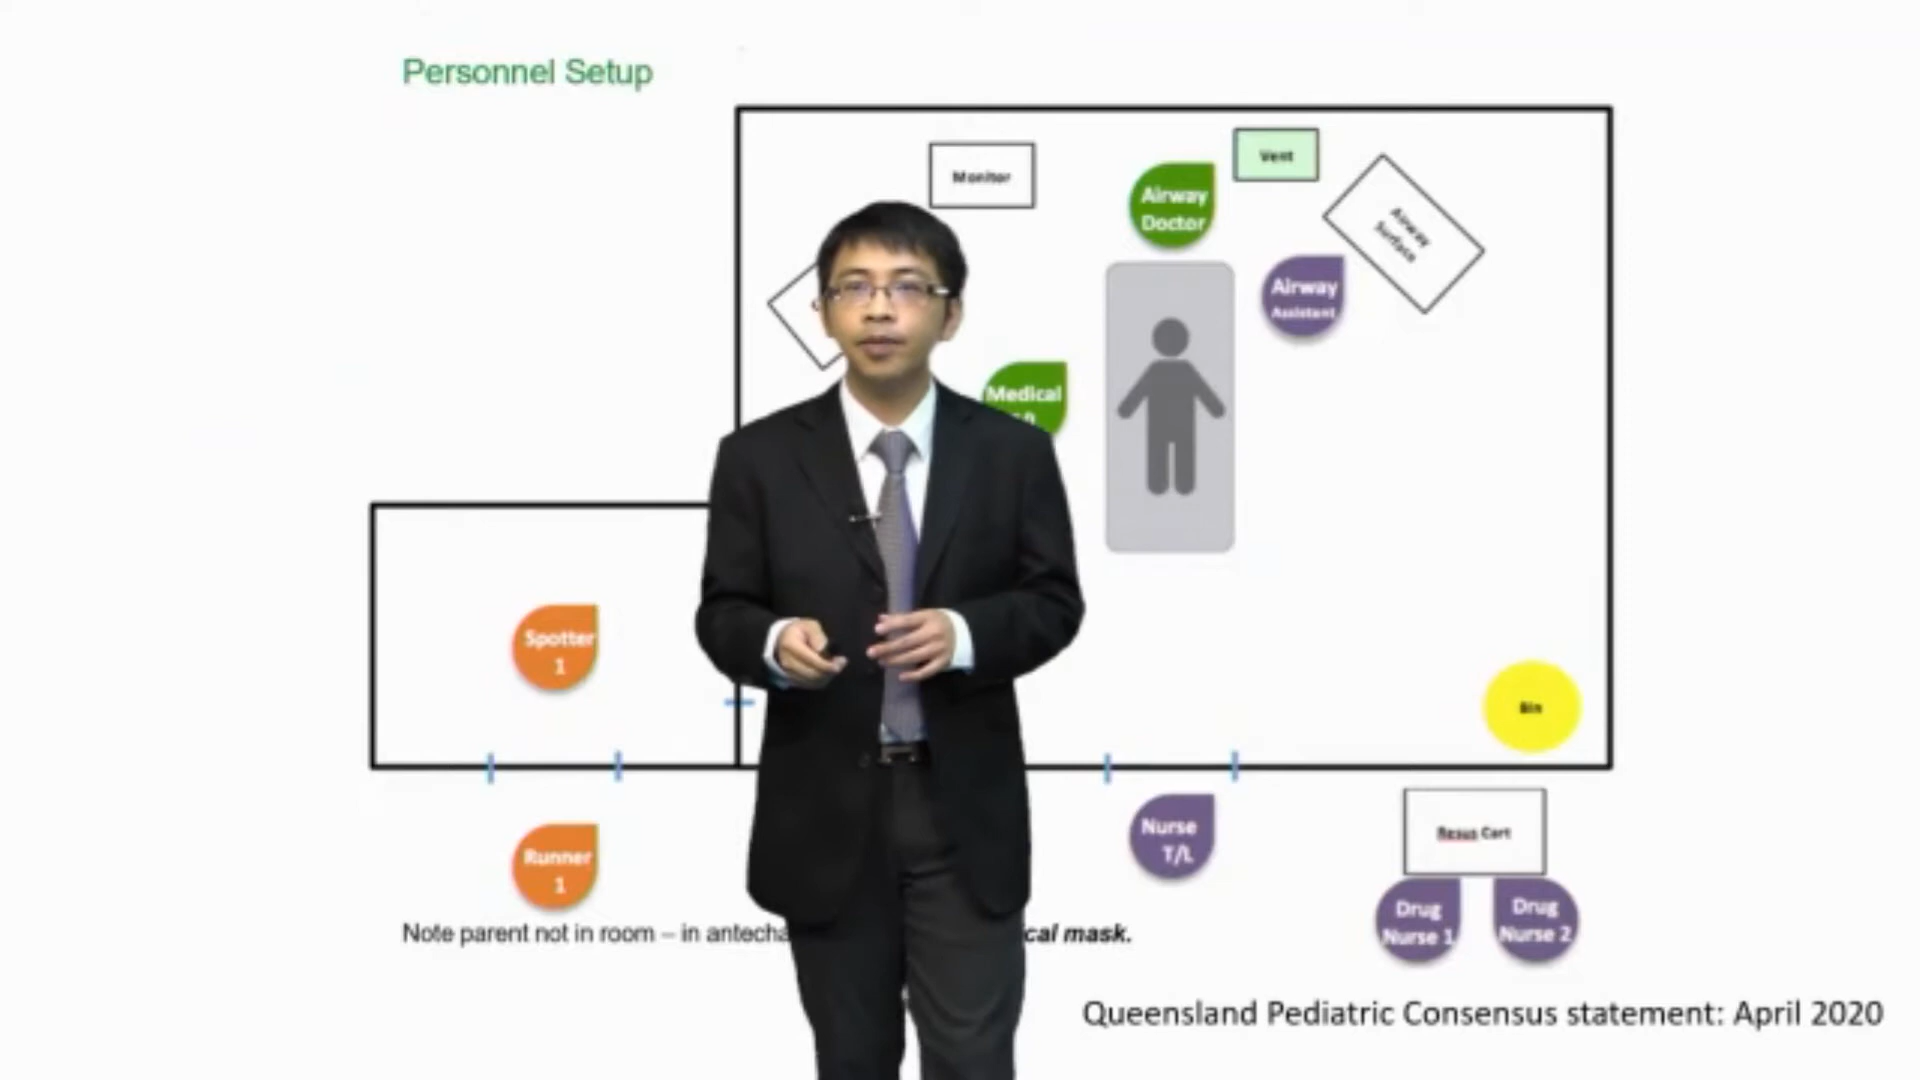 Personnel Setup
Monitor
Vent
Airway
Doctor
Airway
Surface
Airway
Assistant
Medical
Spotter
1
Bin
Nurse
T/L
Resus Cart
Runner
1
Drug
Nurse 1
Drug
Nurse 2
Note parent not in room – in antecha
cal mask.
Queensland Pediatric Consensus statement: April 2020